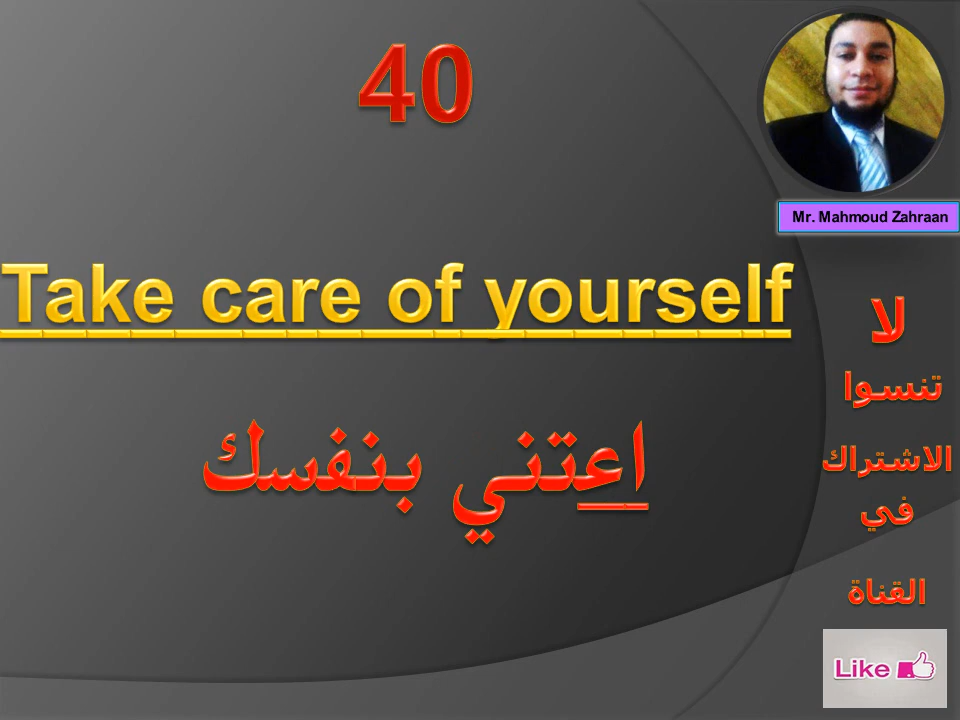 40
Mr. Mahmoud Zahraan
Take care of yourself
اعتني بنفسك
لا
تنسوا
الاشتراك
في
القناة
Like